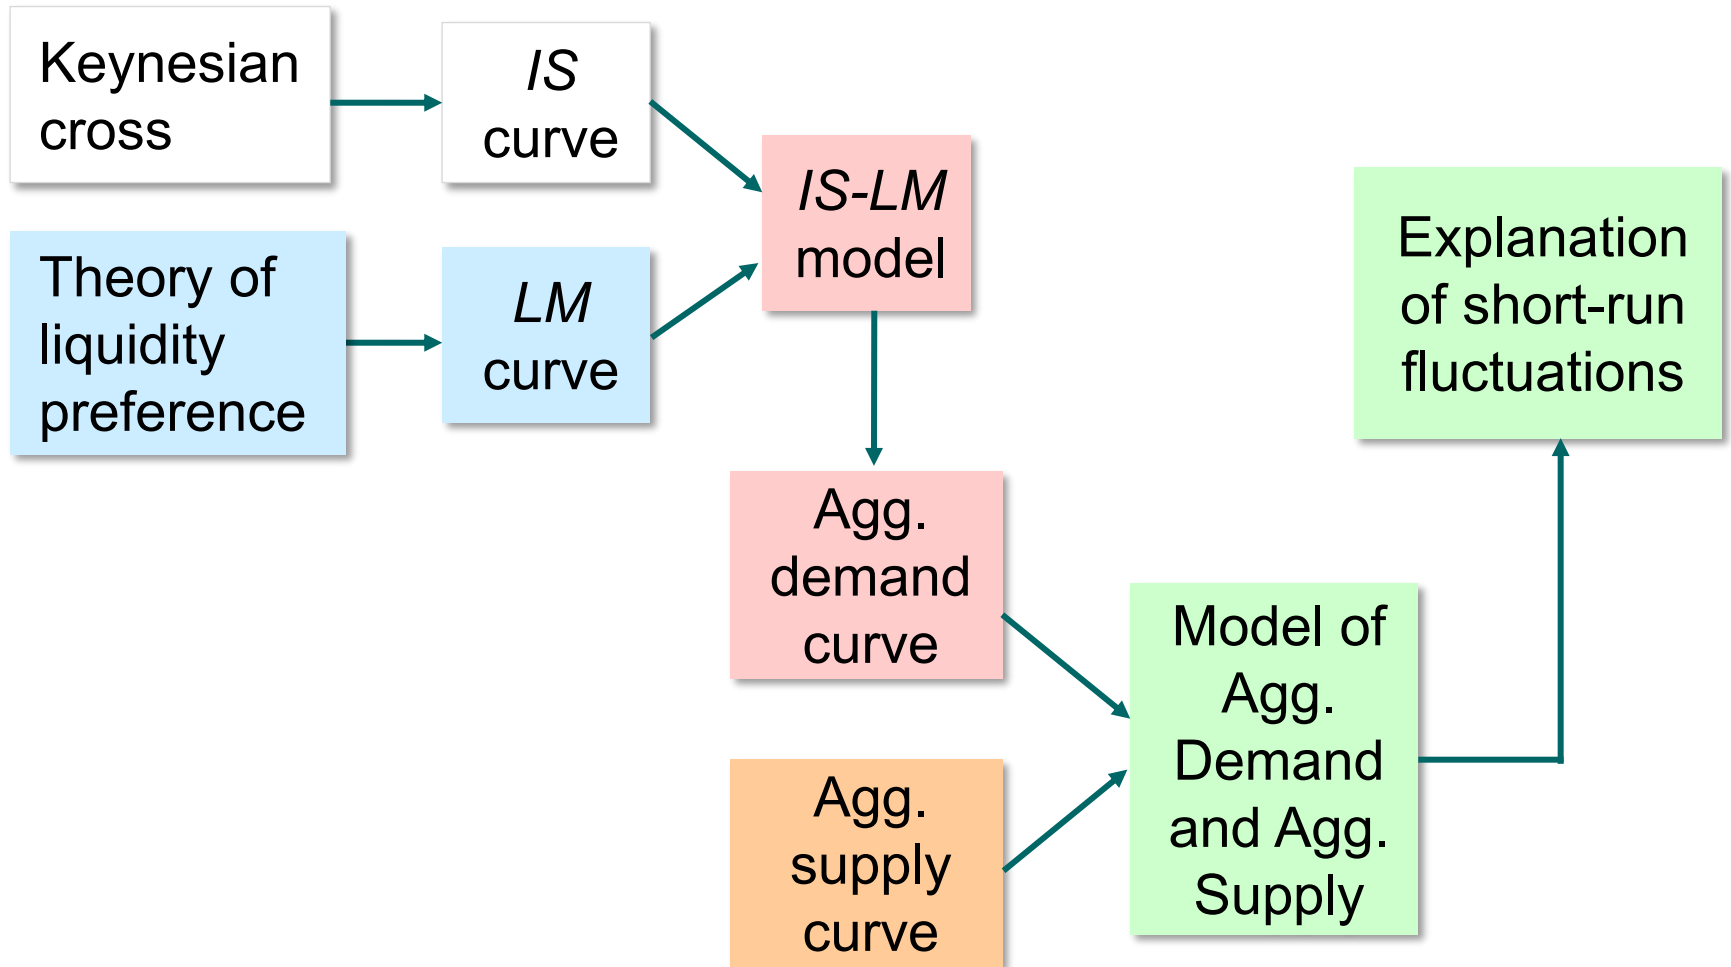 Keynesian
cross
IS
curve
Theory of
liquidity
preference
LM
curve
IS-LM
model
Agg.
demand
curve
Agg.
supply
curve
Model of
Agg.
Demand
and Agg.
Supply
Explanation
of short-run
fluctuations